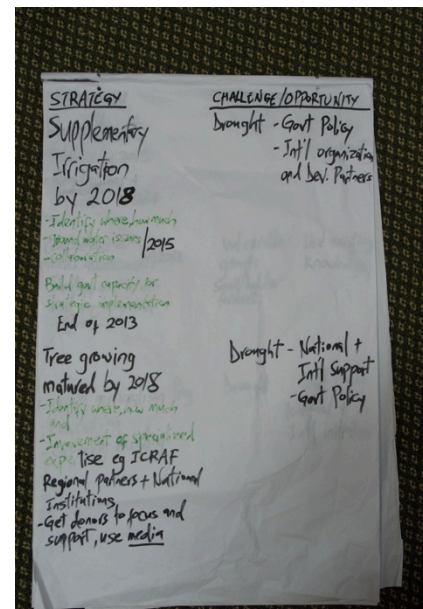 STRATEGY
Supplementary
Irrigation
by 2018
-Identify where, how much
-Issues
/2015
-collaboration
Build govt capacity for
strategic implementation
End of 2013
Tree growing
matured by 2018
-Identify where, how much
and
-Involvement of specialized
expertise eg ICRAF
Regional partners + National
Institutions
-Get donors to focus and
support, use media
CHALLENGE/OPPORTUNITY
Drought - Govt Policy
- Int'l organization
and Dev. Partners
Drought - National +
Int'l Support
- Govt Policy